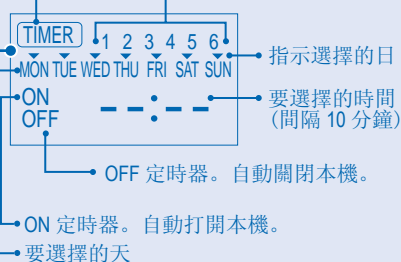 TIMER
1 2 3 4 5 6
MON TUE WED THU FRI SAT SUN
指示選擇的日
ON
OFF
--:--
要選擇的時間
(間隔 10 分鐘)
OFF 定時器。自動關閉本機。
ON 定時器。自動打開本機。
要選擇的天